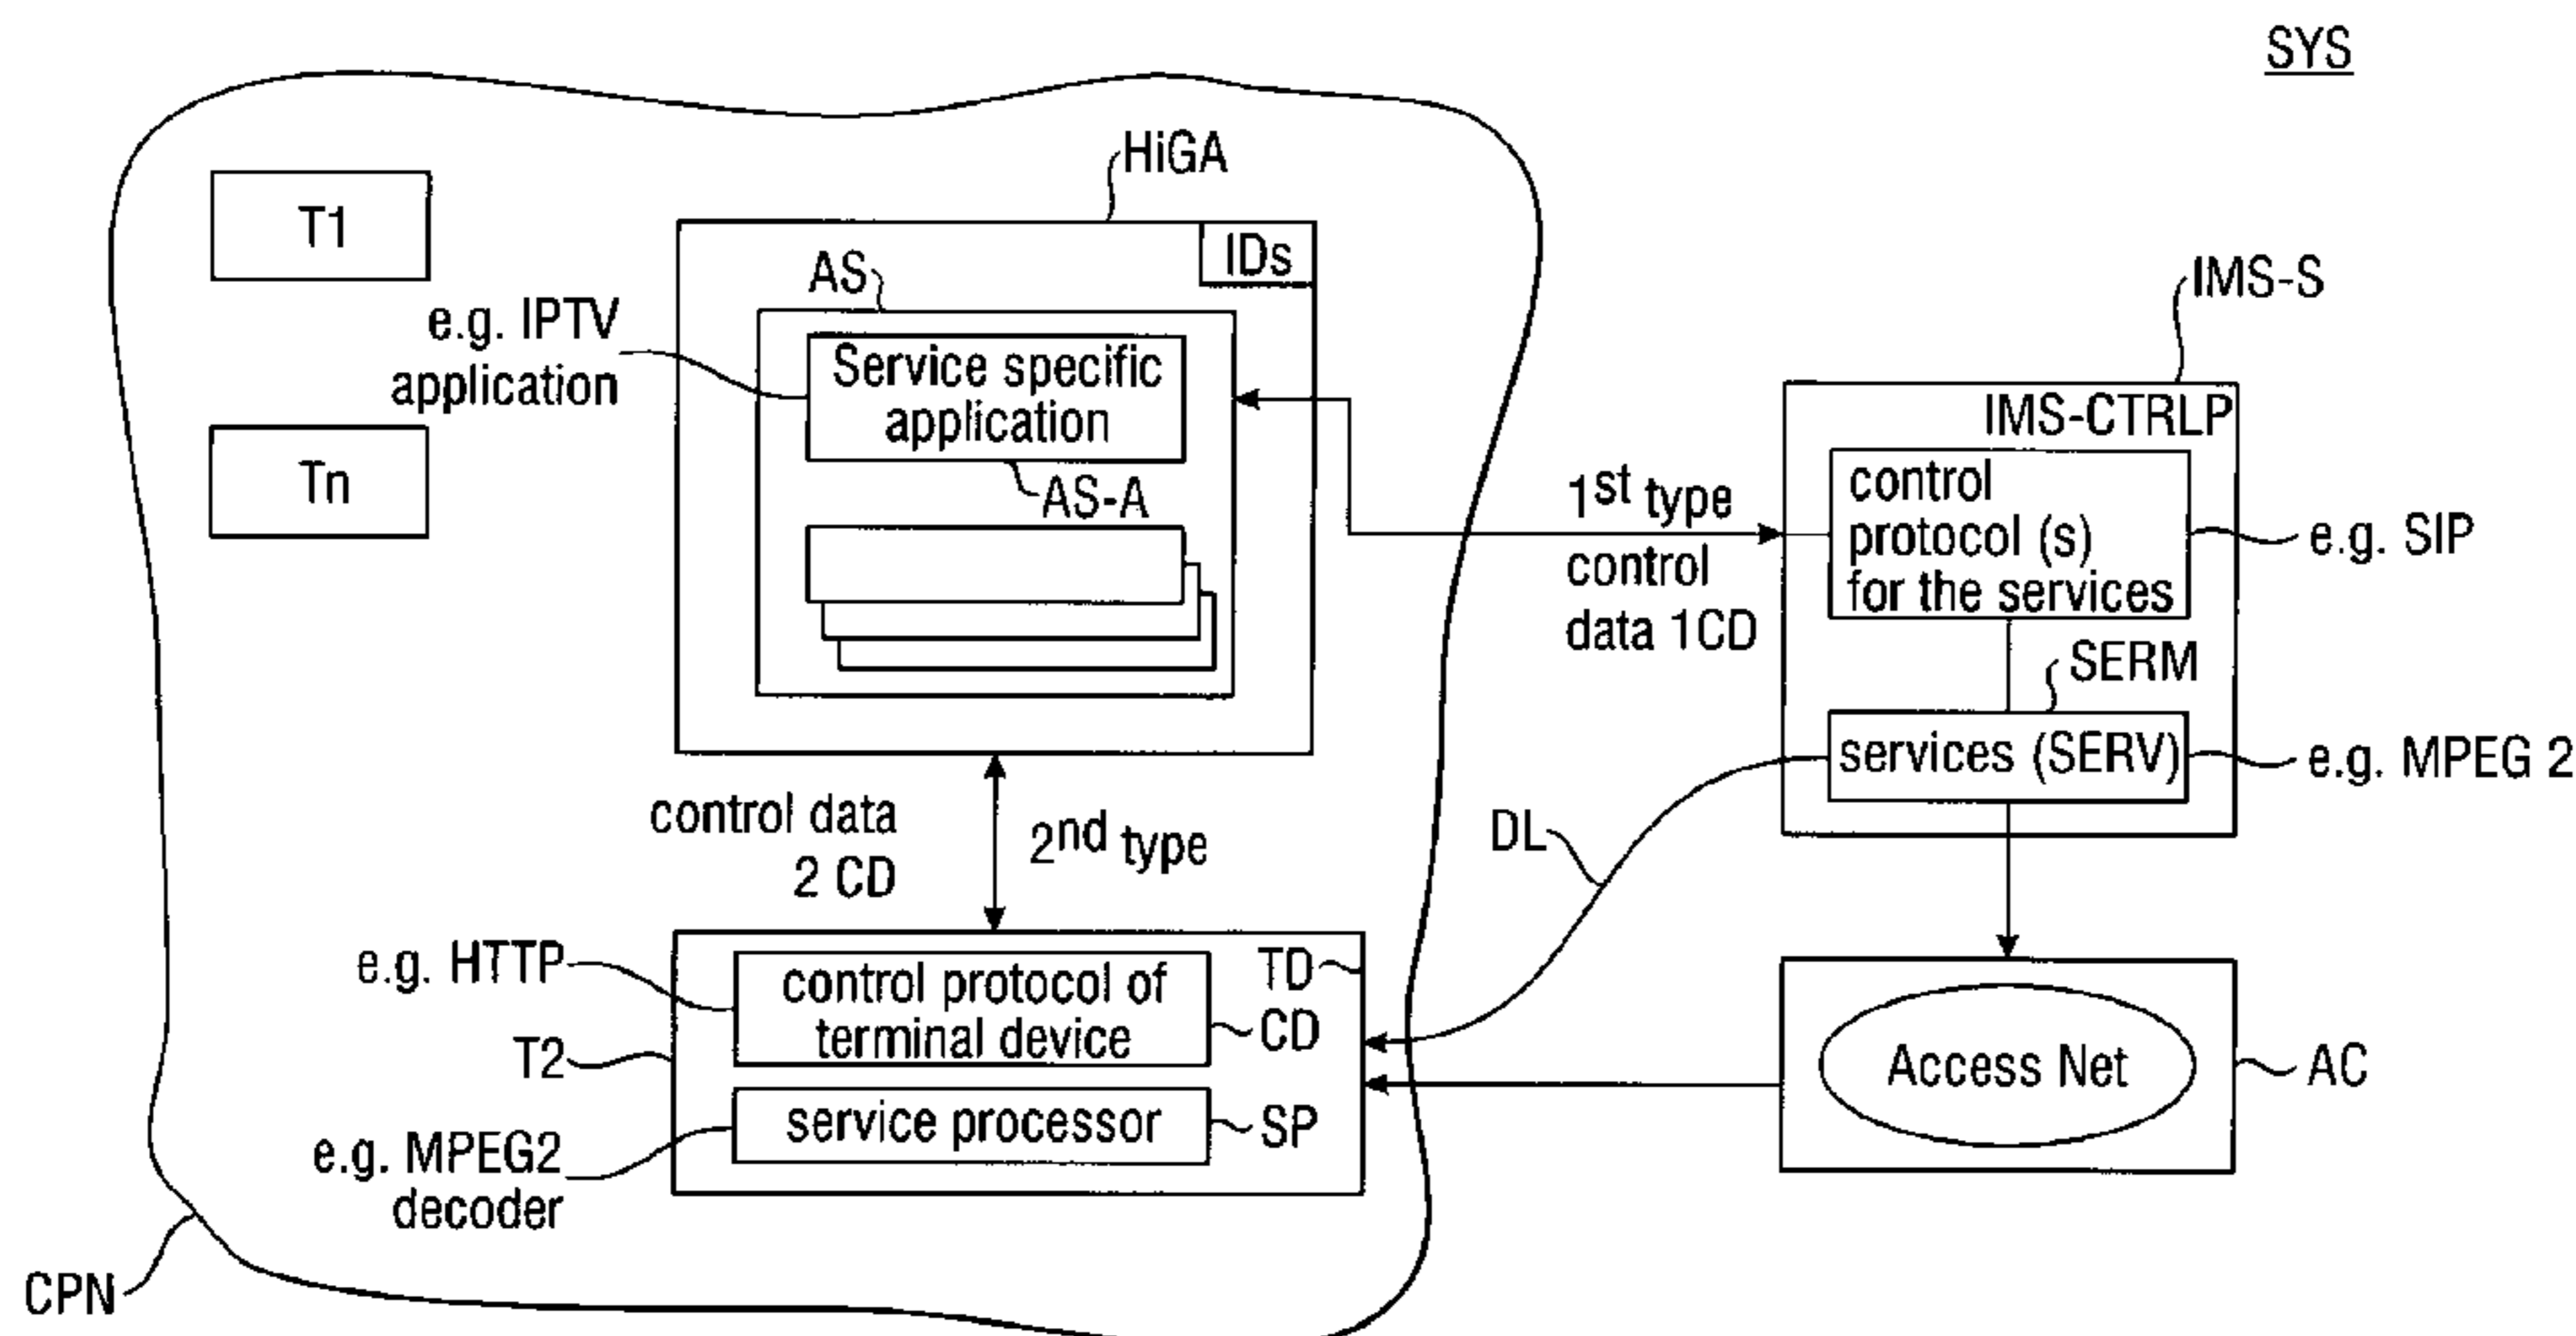 SYS
HiGA
T1
IDs
AS
e.g. IPTV
application
Service specific
application
AS-A
Tn
IMS-S
IMS-CTRLP
1st type
control
data 1CD
control
protocol (s)
for the services
e.g. SIP
SERM
services (SERV)
e.g. MPEG 2
DL
control data
2 CD
2nd type
e.g. HTTP
control protocol of
terminal device
TD
CD
T2
service processor
SP
e.g. MPEG2
decoder
Access Net
AC
CPN